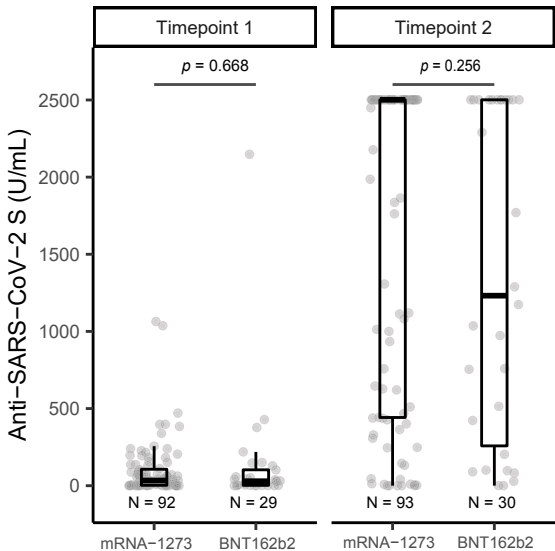 Timepoint 1
Timepoint 2
p = 0.668
p = 0.256
Anti−SARS−CoV−2 S (U/mL)
2500
2000
1500
1000
500
0
N = 92
N = 29
N = 93
N = 30
mRNA−1273
BNT162b2
mRNA−1273
BNT162b2